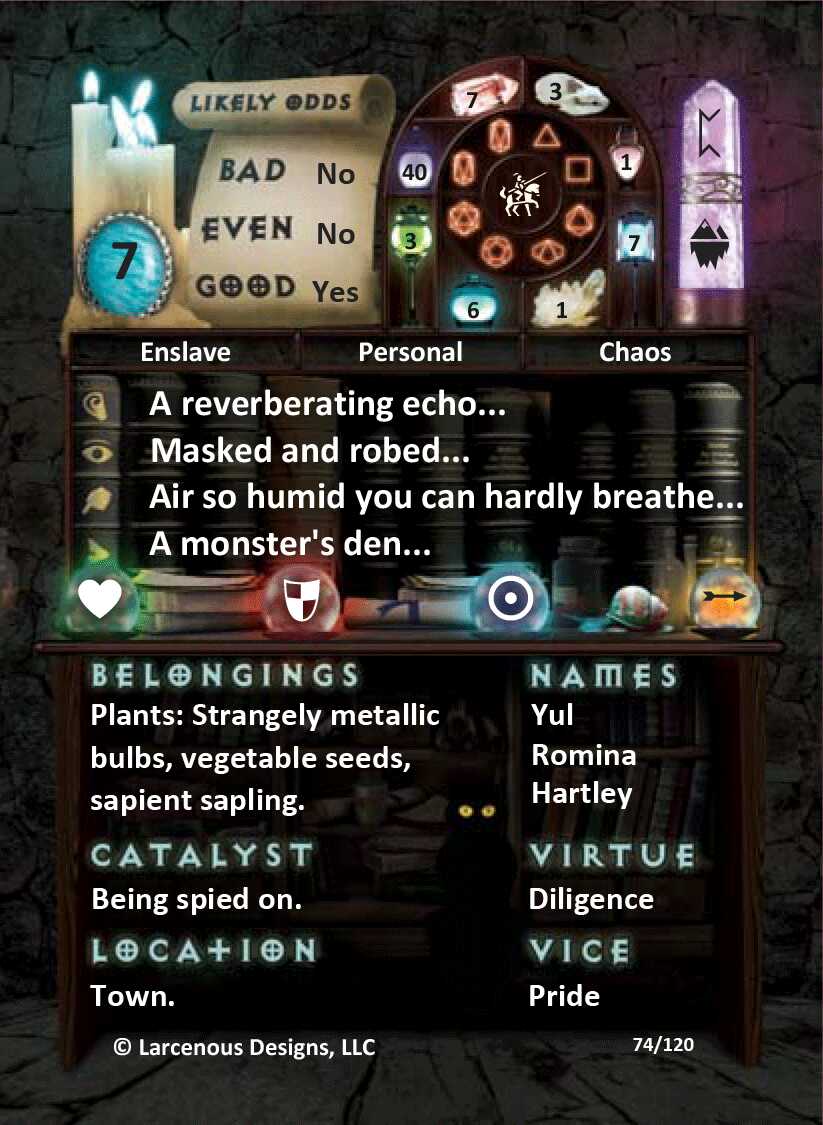 LIKELY ODDS
BAD No
EVEN No
GOOD Yes
7
7 3
40 1
3 7
6 1
ᛈ
Enslave Personal Chaos
A reverberating echo...
Masked and robed...
Air so humid you can hardly breathe...
A monster's den...
BELONGINGS
Plants: Strangely metallic
bulbs, vegetable seeds,
sapient sapling.
NAMES
Yul
Romina
Hartley
CATALYST
Being spied on.
VIRTUE
Diligence
LOCATION
Town.
VICE
Pride
© Larcenous Designs, LLC
74/120